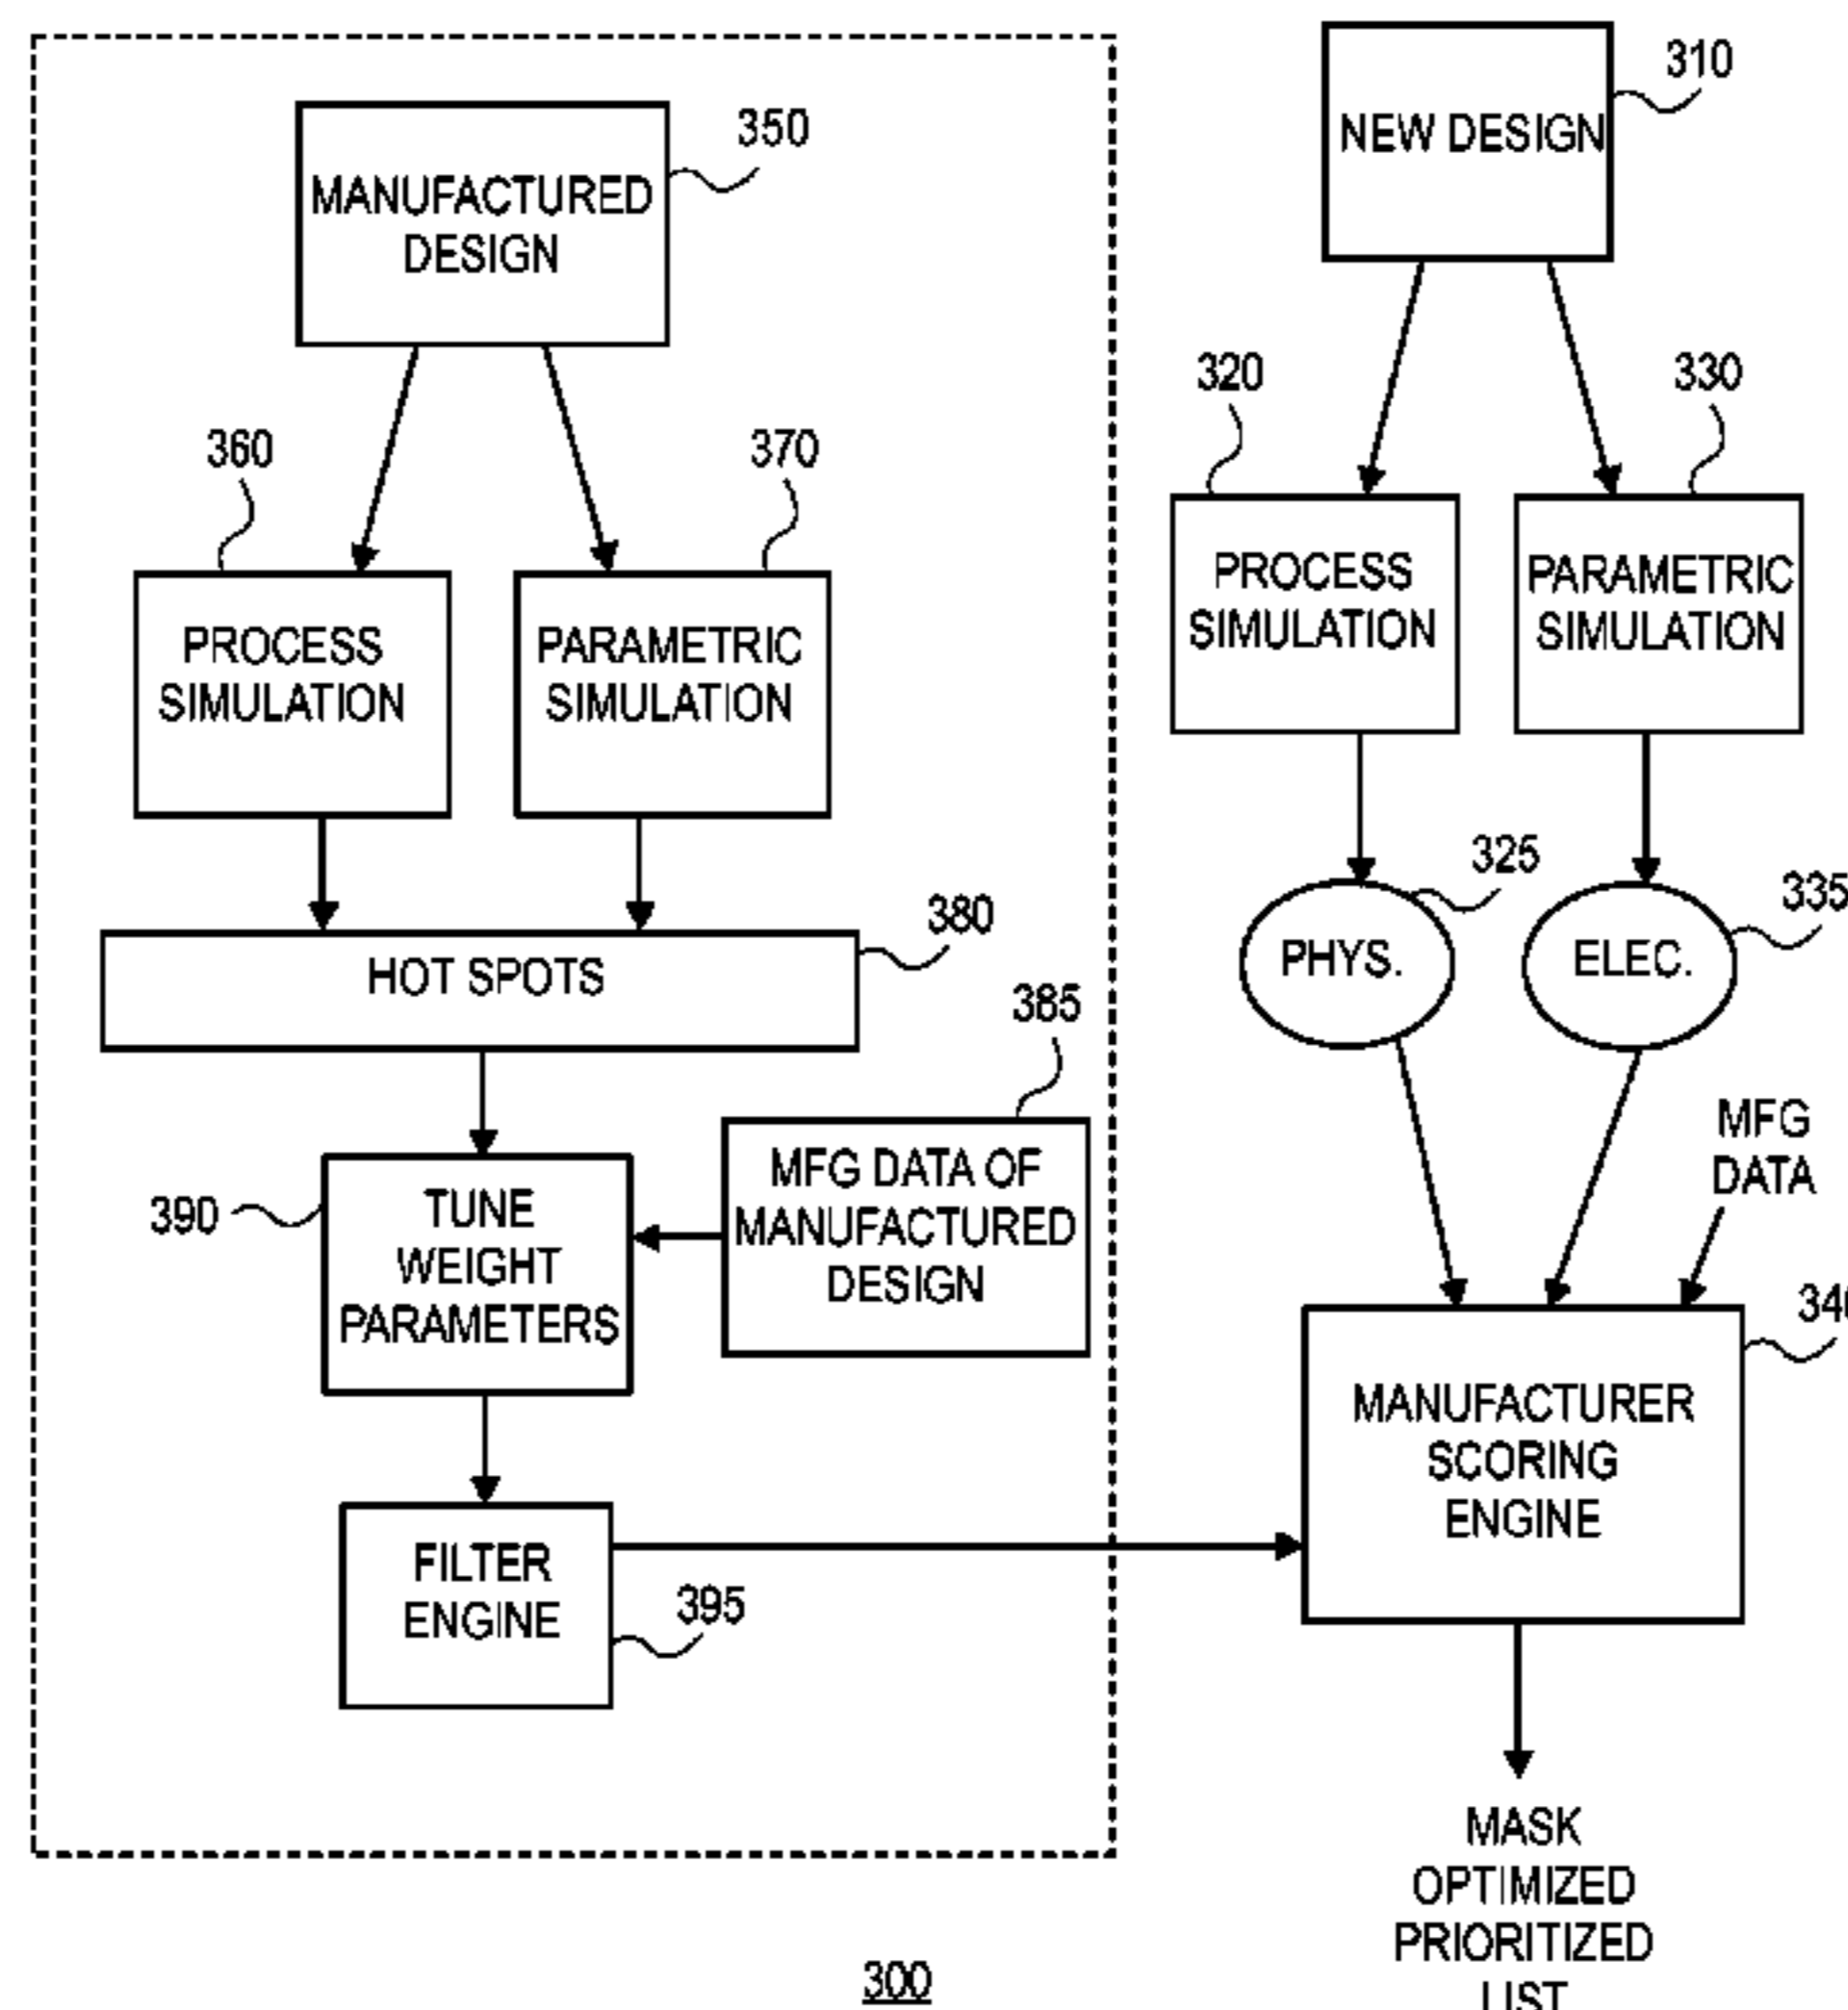 350
MANUFACTURED
DESIGN
360
370
PROCESS
SIMULATION
PARAMETRIC
SIMULATION
380
HOT SPOTS
385
MFG DATA OF
MANUFACTURED
DESIGN
390
TUNE
WEIGHT
PARAMETERS
FILTER
ENGINE
395
310
NEW DESIGN
320
330
PROCESS
SIMULATION
PARAMETRIC
SIMULATION
325
335
PHYS.
ELEC.
MFG
DATA
MANUFACTURER
SCORING
ENGINE
MASK
OPTIMIZED
PRIORITIZED
LIST
300